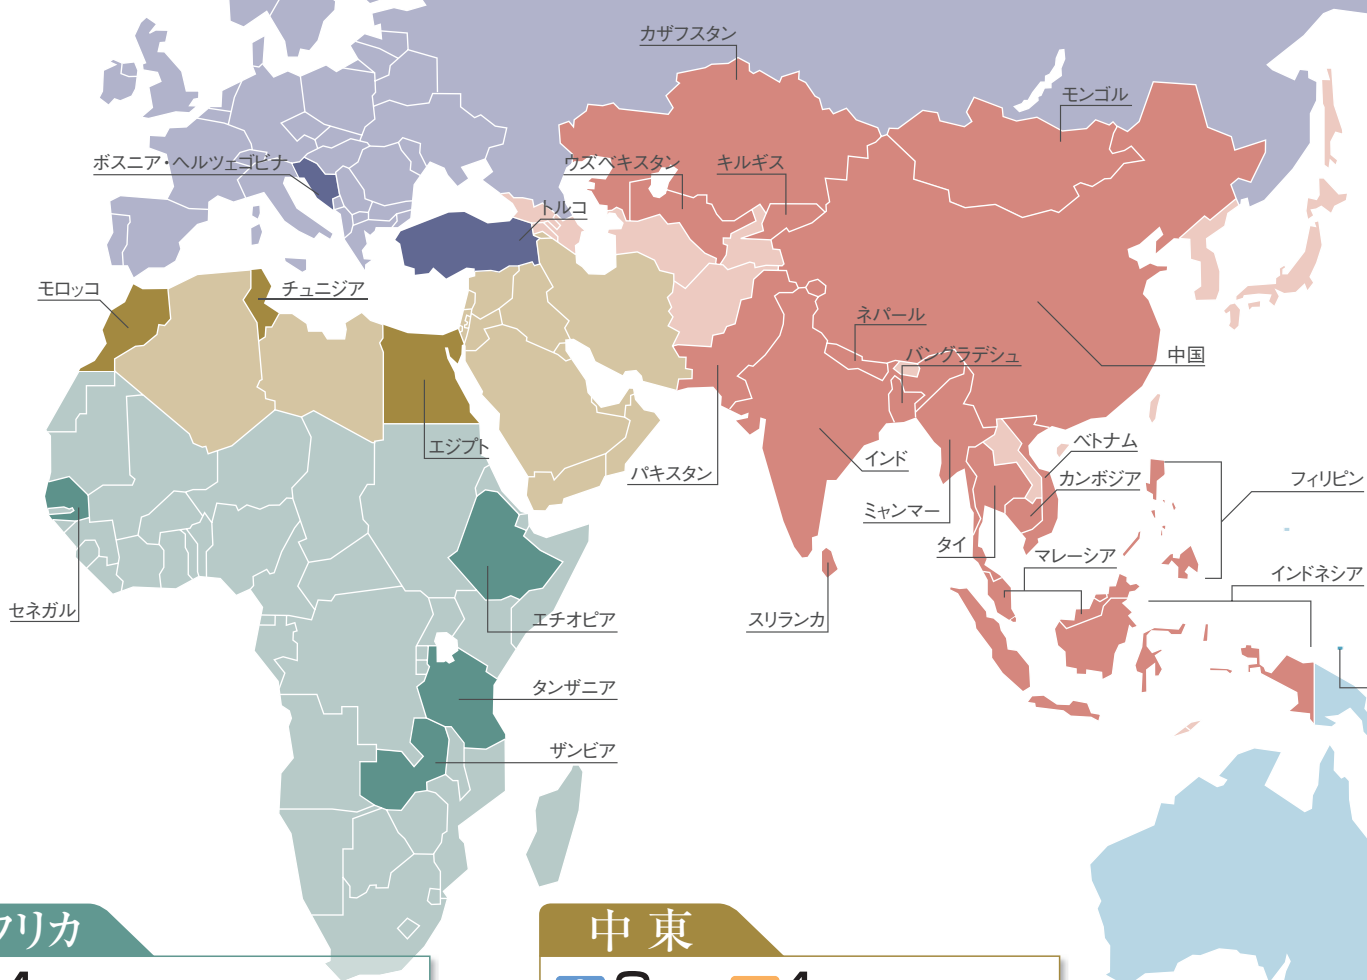 カザフスタン
モンゴル
ボスニア・ヘルツェゴビナ
ウズベキスタン
キルギス
トルコ
モロッコ
チュニジア
ネパール
バングラデシュ
中国
エジプト
パキスタン
インド
ベトナム
カンボジア
フィリピン
ミャンマー
タイ
マレーシア
インドネシア
セネガル
エチオピア
スリランカ
タンザニア
ザンビア
フリカ
中東